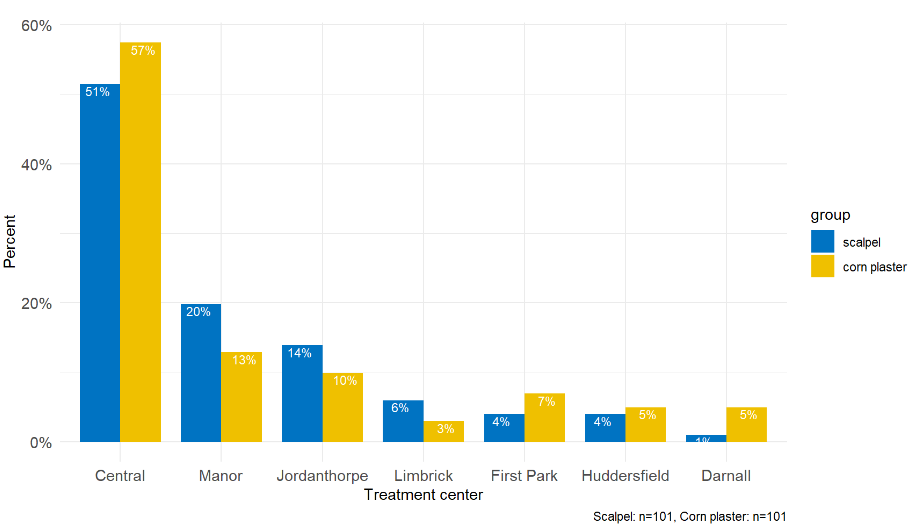 60%
40%
20%
0%
Percent
51%
57%
20%
13%
14%
10%
6%
3%
4%
7%
4%
5%
1%
5%
Central
Manor
Jordanthorpe
Limbrick
First Park
Huddersfield
Darnall
Treatment center
group
scalpel
corn plaster
Scalpel: n=101, Corn plaster: n=101